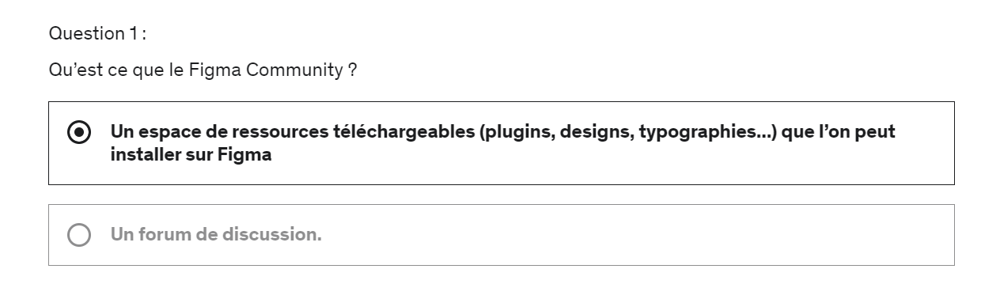 Question 1 :
Qu’est ce que le Figma Community ?
Un espace de ressources téléchargeables (plugins, designs, typographies...) que l’on peut
installer sur Figma
Un forum de discussion.